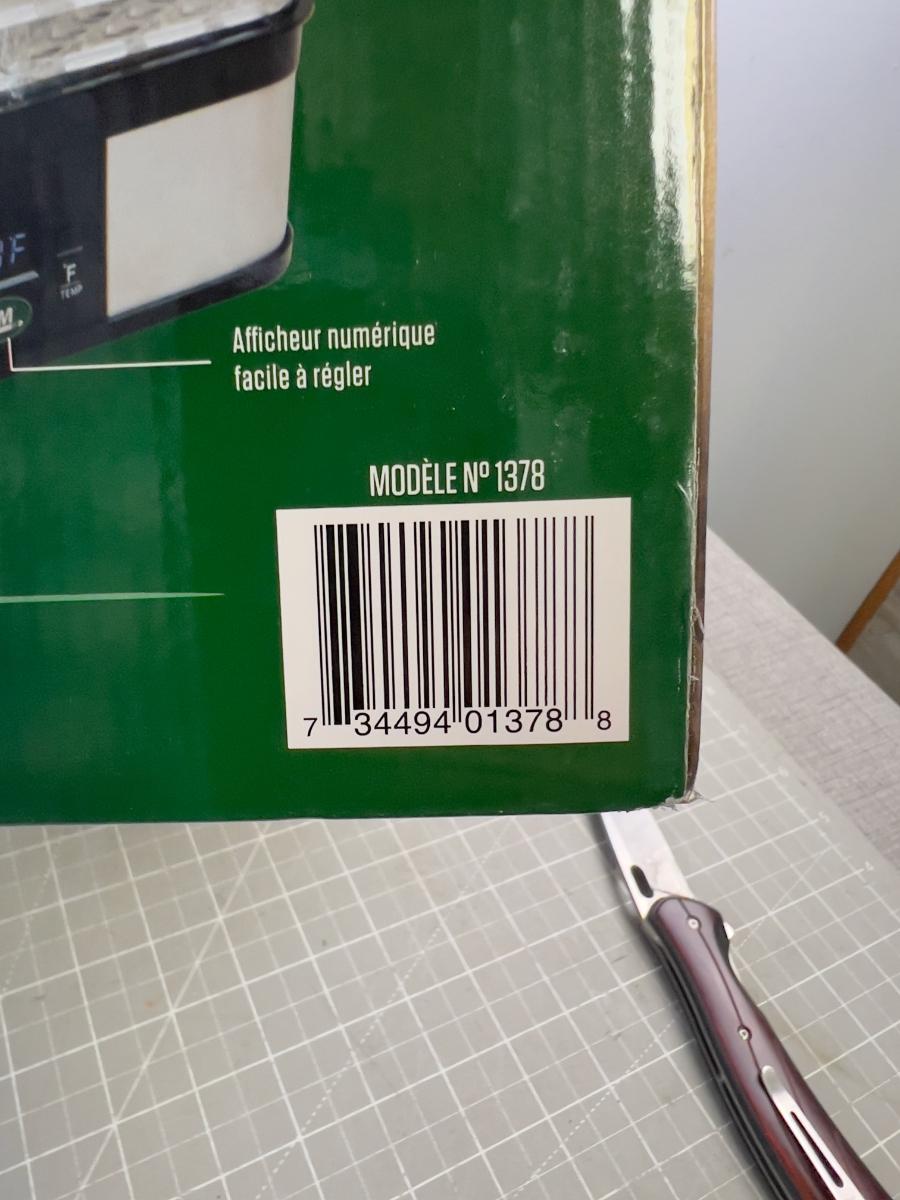 F
°F
TEMP
M
Afficheur numérique
facile à régler
MODÈLE Nº 1378
7 34494 01378 8